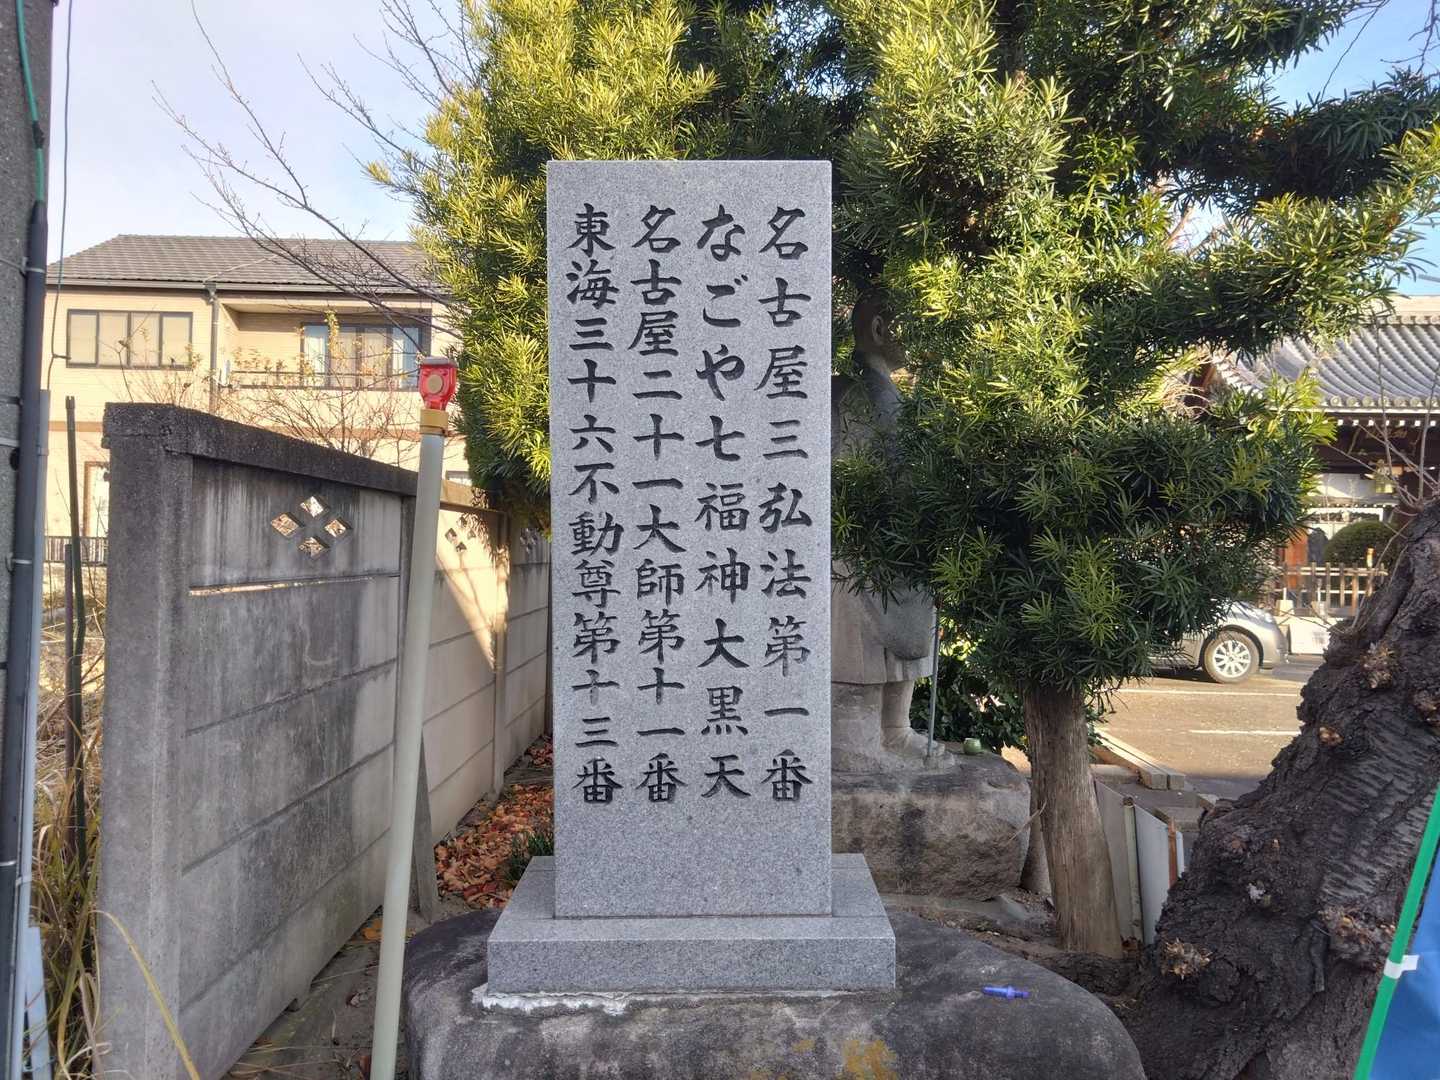 名古屋三弘法第一番
なごや七福神大黒天
名古屋二十一大師第十一番
東海三十六不動尊第十三番